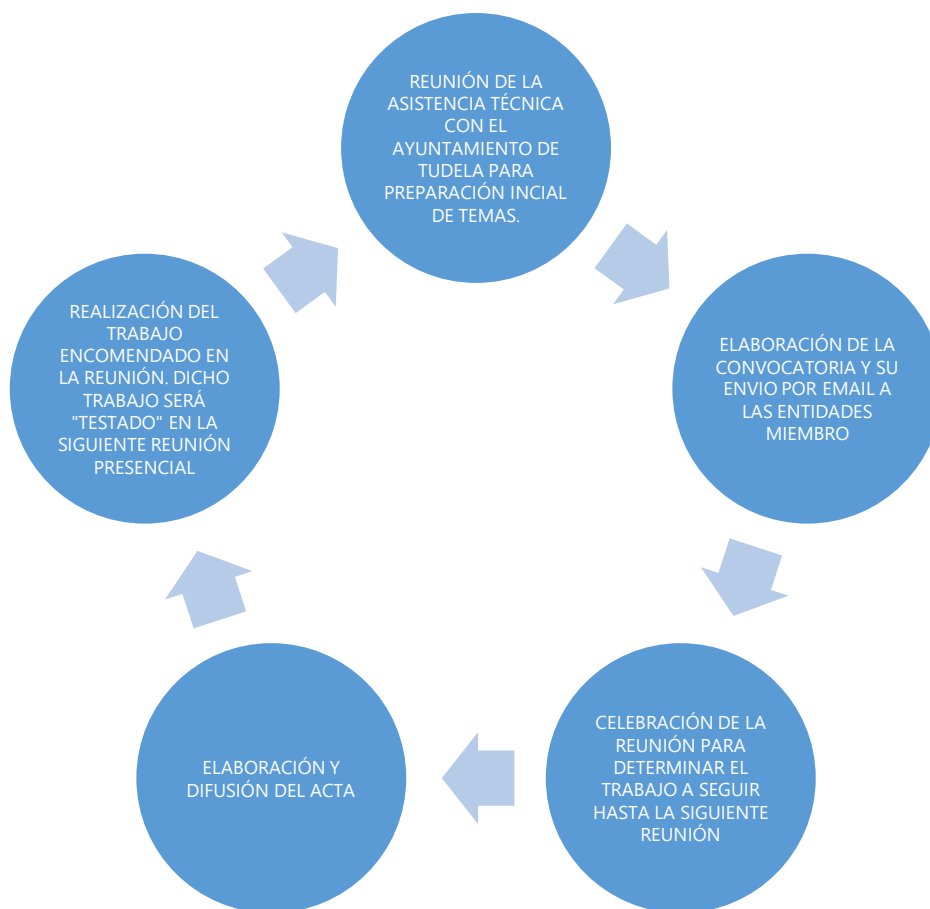 REUNIÓN DE LA
ASISTENCIA TÉCNICA
CON EL
AYUNTAMIENTO DE
TUDELA PARA
PREPARACIÓN INCIAL
DE TEMAS.
ELABORACIÓN DE LA
CONVOCATORIA Y SU
ENVIO POR EMAIL A
LAS ENTIDADES
MIEMBRO
CELEBRACIÓN DE LA
REUNIÓN PARA
DETERMINAR EL
TRABAJO A SEGUIR
HASTA LA SIGUIENTE
REUNIÓN
ELABORACIÓN Y
DIFUSIÓN DEL ACTA
REALIZACIÓN DEL
TRABAJO
ENCOMENDADO EN
LA REUNIÓN. DICHO
TRABAJO SERÁ
"TESTADO" EN LA
SIGUIENTE REUNIÓN
PRESENCIAL